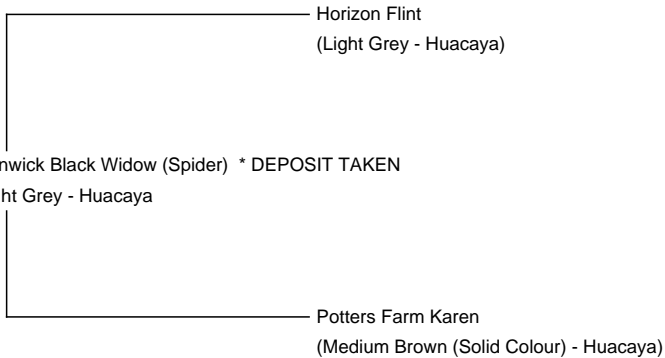 Horizon Flint
(Light Grey - Huacaya)
nwick Black Widow (Spider) * DEPOSIT TAKEN
ht Grey - Huacaya
Potters Farm Karen
(Medium Brown (Solid Colour) - Huacaya)